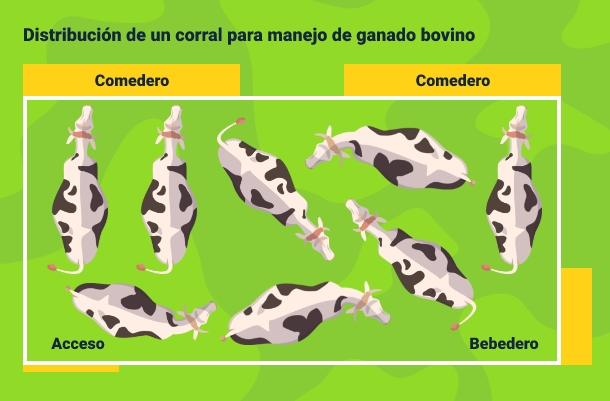 Distribución de un corral para manejo de ganado bovino
Comedero
Comedero
Acceso
Bebedero